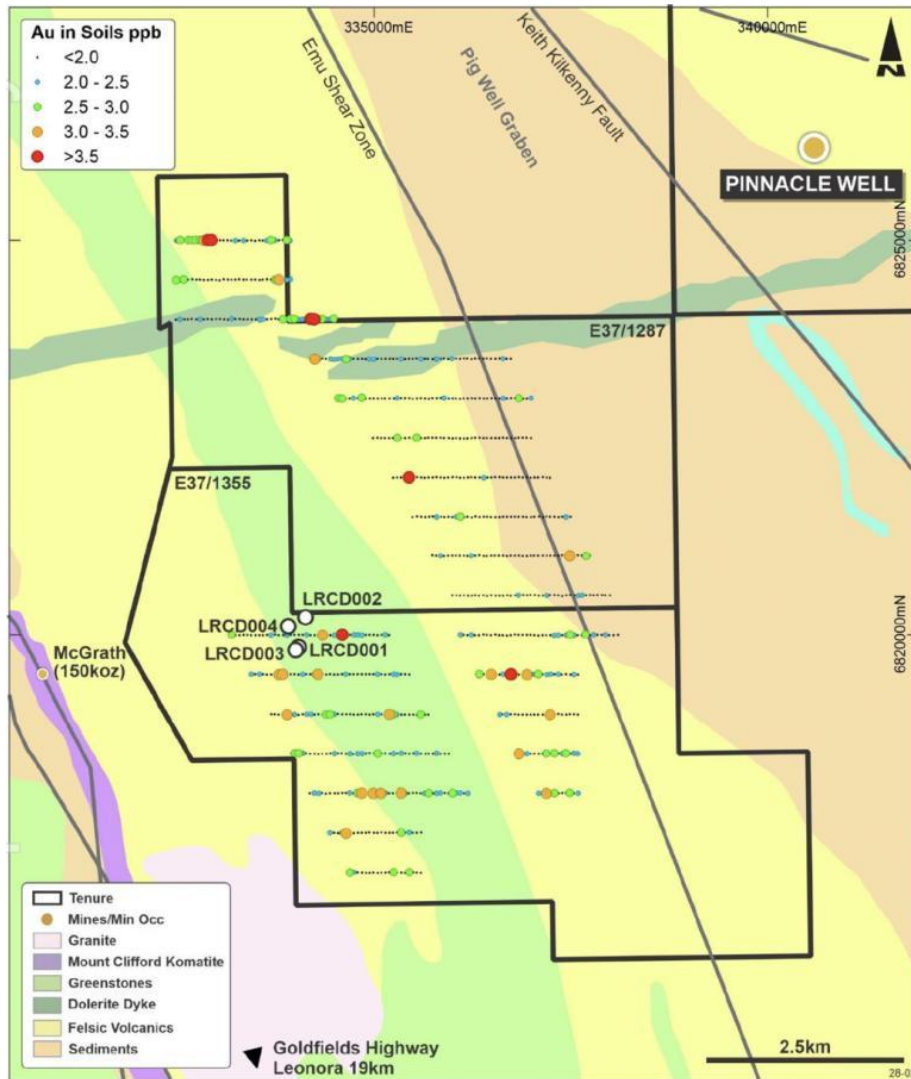 Au in Soils ppb
<2.0
2.0 - 2.5
2.5 - 3.0
3.0 - 3.5
>3.5
335000mE
340000mE
Emu Shear Zone
Pig Well Graben
Keith Kilkenny Fault
N
PINNACLE WELL
6825000mN
E37/1287
E37/1355
LRCD002
LRCD004
LRCD003
LRCD001
McGrath
(150koz)
6820000mN
Tenure
Mines/Min Occ
Granite
Mount Clifford Komatite
Greenstones
Dolerite Dyke
Felsic Volcanics
Sediments
Goldfields Highway
Leonora 19km
2.5km